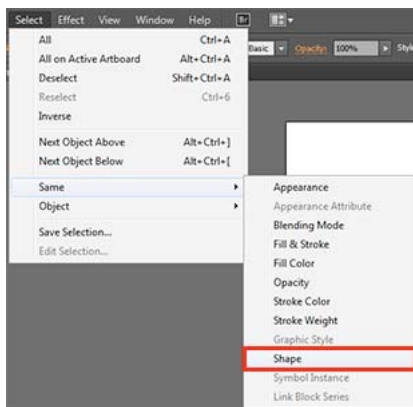 Select Effect View Window Help Br
Basic Opacity: 100% Style
All Ctrl+A
All on Active Artboard Alt+Ctrl+A
Deselect Shift+Ctrl+A
Reselect Ctrl+6
Inverse
Next Object Above Alt+Ctrl+]
Next Object Below Alt+Ctrl+[
Same
Object
Save Selection...
Edit Selection...
Appearance
Appearance Attribute
Blending Mode
Fill & Stroke
Fill Color
Opacity
Stroke Color
Stroke Weight
Graphic Style
Shape
Symbol Instance
Link Block Series